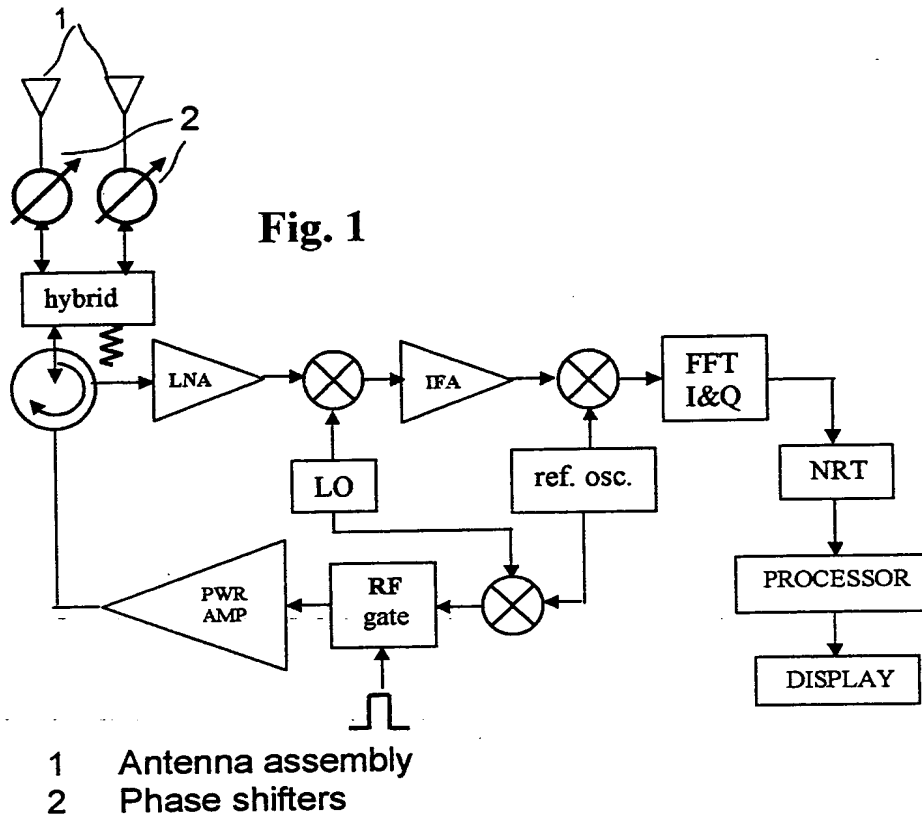 1
2
Fig. 1
hybrid
LNA
IFA
FFT
I&Q
LO
ref. osc.
NRT
PWR
AMP
RF
gate
PROCESSOR
DISPLAY
1 Antenna assembly
2 Phase shifters